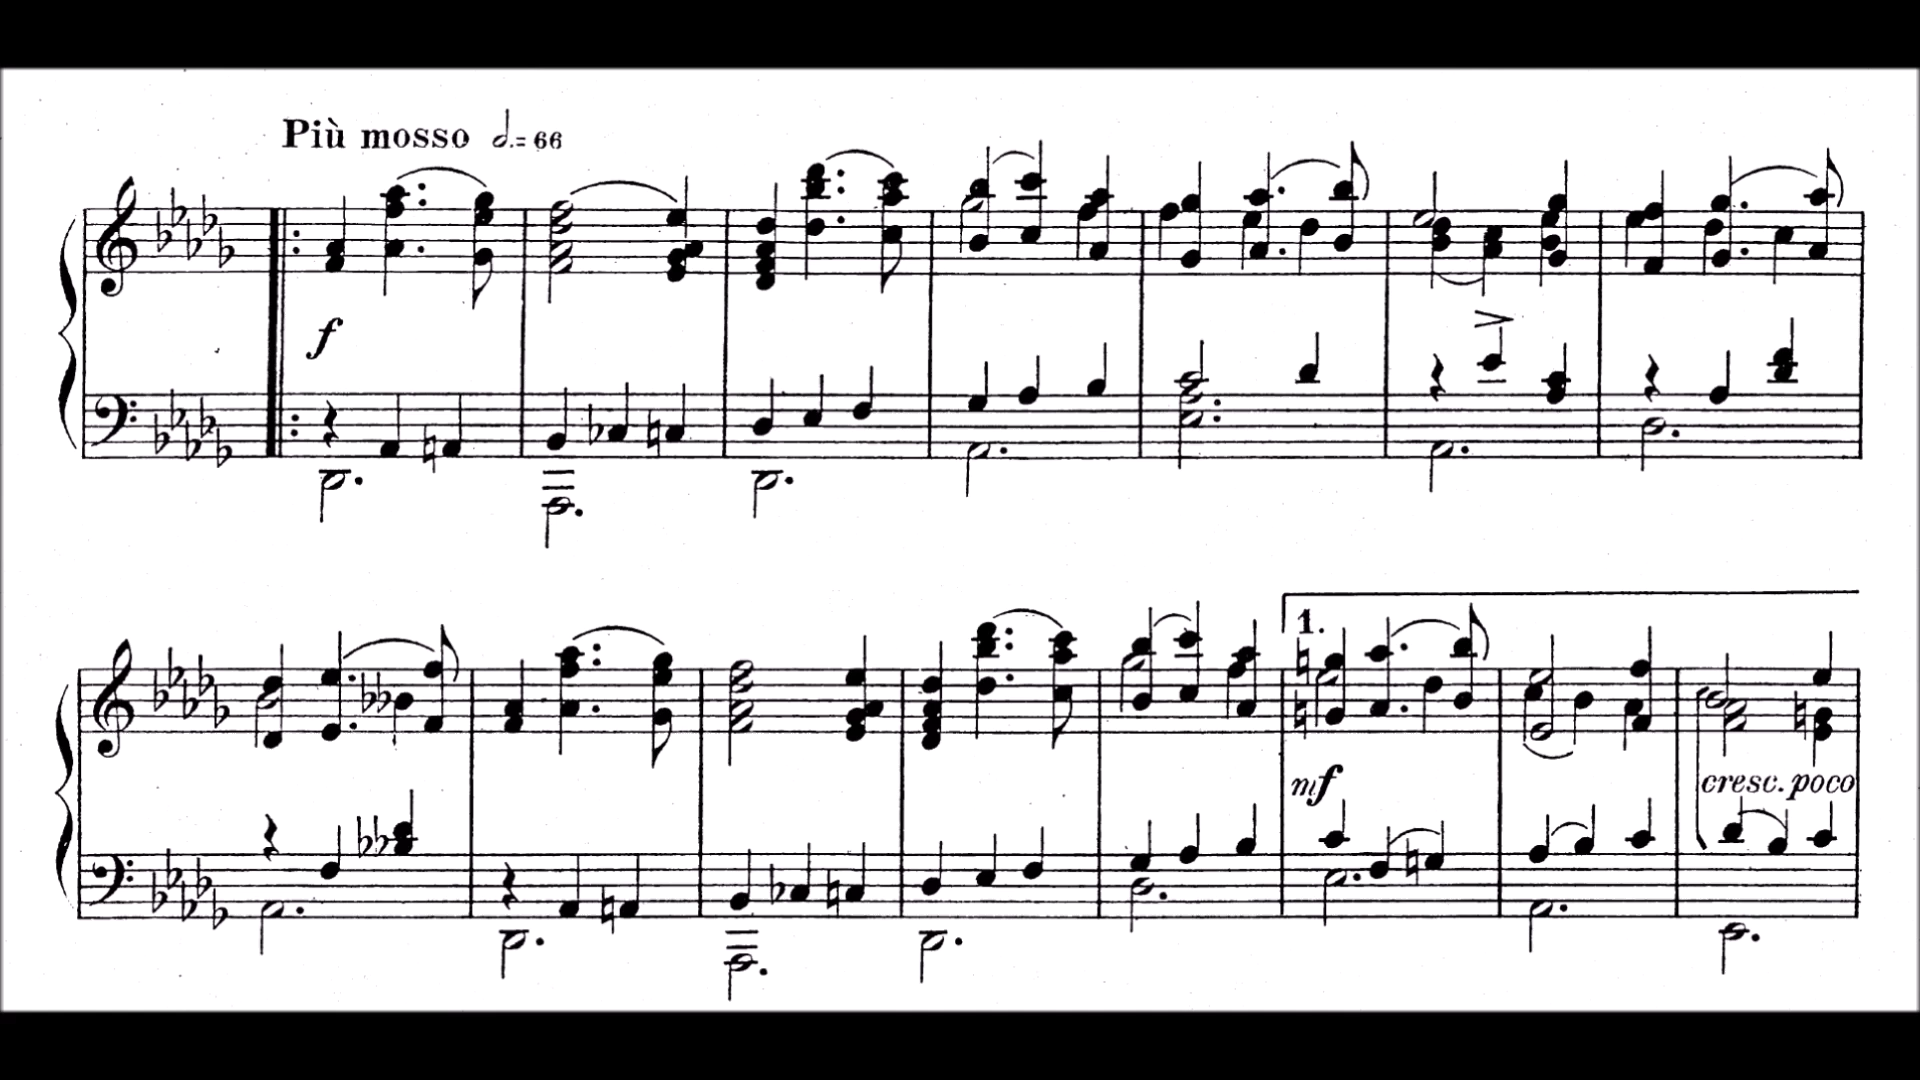 Più mosso 𝅗𝅥. = 66
f
1.
mf
cresc. poco